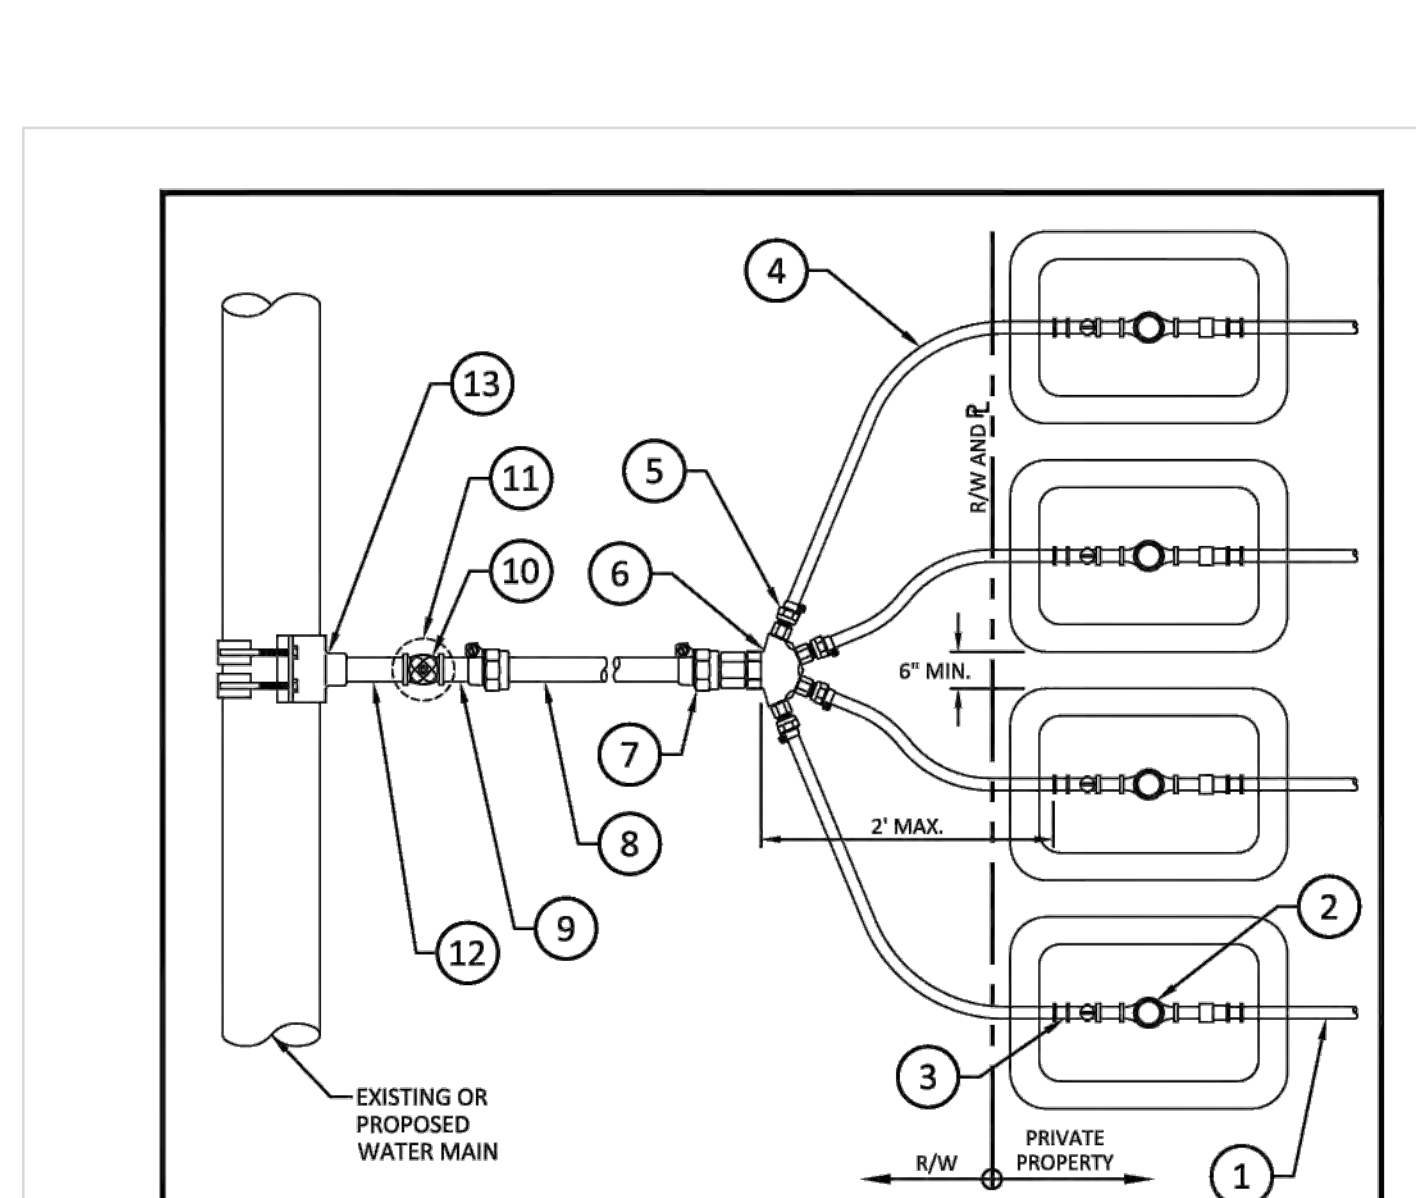 4
13
R/W AND PL
11
5
10
6
6" MIN.
7
2' MAX.
8
2
9
12
3
EXISTING OR
PROPOSED
WATER MAIN
PRIVATE
PROPERTY
R/W
1